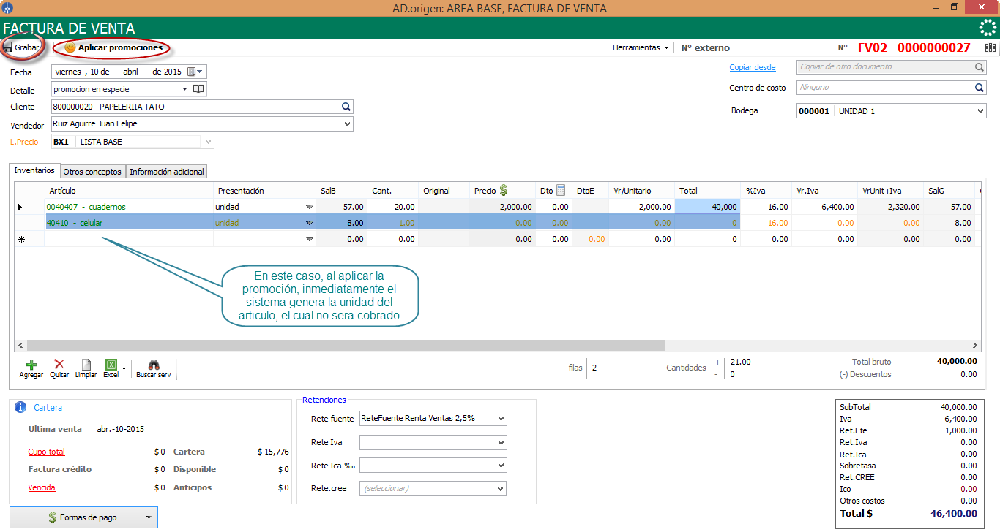 AD.origen: AREA BASE, FACTURA DE VENTA
FACTURA DE VENTA
Grabar Aplicar promociones Herramientas Nº externo Nº FV02 0000000027
Fecha viernes , 10 de abril de 2015 Copiar desde Copiar de otro documento
Detalle promocion en especie Centro de costo Ninguno
Cliente 800000020 - PAPELERIIA TATO Bodega 000001 UNIDAD 1
Vendedor Ruiz Aguirre Juan Felipe
L.Precio BX1 LISTA BASE
Inventarios Otros conceptos Información adicional
Artículo Presentación SalB Cant. Original Precio Dto DtoE Vr/Unitario Total %Iva Vr.Iva VrUnit+Iva SalG
0040407 - cuadernos unidad 57.00 20.00 2,000.00 0.00 2,000.00 40,000 16.00 6,400.00 2,320.00 57.00
40410 - celular unidad 8.00 1.00 0.00 0.00 0.00 0 16.00 0.00 0.00 8.00
0.00 0.00 0.00 0.00 0.00 0.00 0 0.00 0.00 0.00 0.00
En este caso, al aplicar la
promoción, inmediatamente el
sistema genera la unidad del
articulo, el cual no sera cobrado
Agregar Quitar Limpiar Excel Buscar serv filas 2 Cantidades + 21.00 - 0
Total bruto 40,000.00
(-) Descuentos 0.00
Cartera
Ultima venta abr.-10-2015
Cupo total $ 0 Cartera $ 15,776
Factura crédito $ 0 Disponible $ 0
Vencida $ 0 Anticipos $ 0
Formas de pago
Retenciones
Rete fuente ReteFuente Renta Ventas 2,5%
Rete Iva
Rete Ica ‰
Rete.cree (seleccionar)
SubTotal 40,000.00
Iva 6,400.00
Ret.Fte 1,000.00
Ret.Iva 0.00
Ret.Ica 0.00
Sobretasa 0.00
Ret.CREE 0.00
Ico 0.00
Otros costos 0.00
Total $ 46,400.00